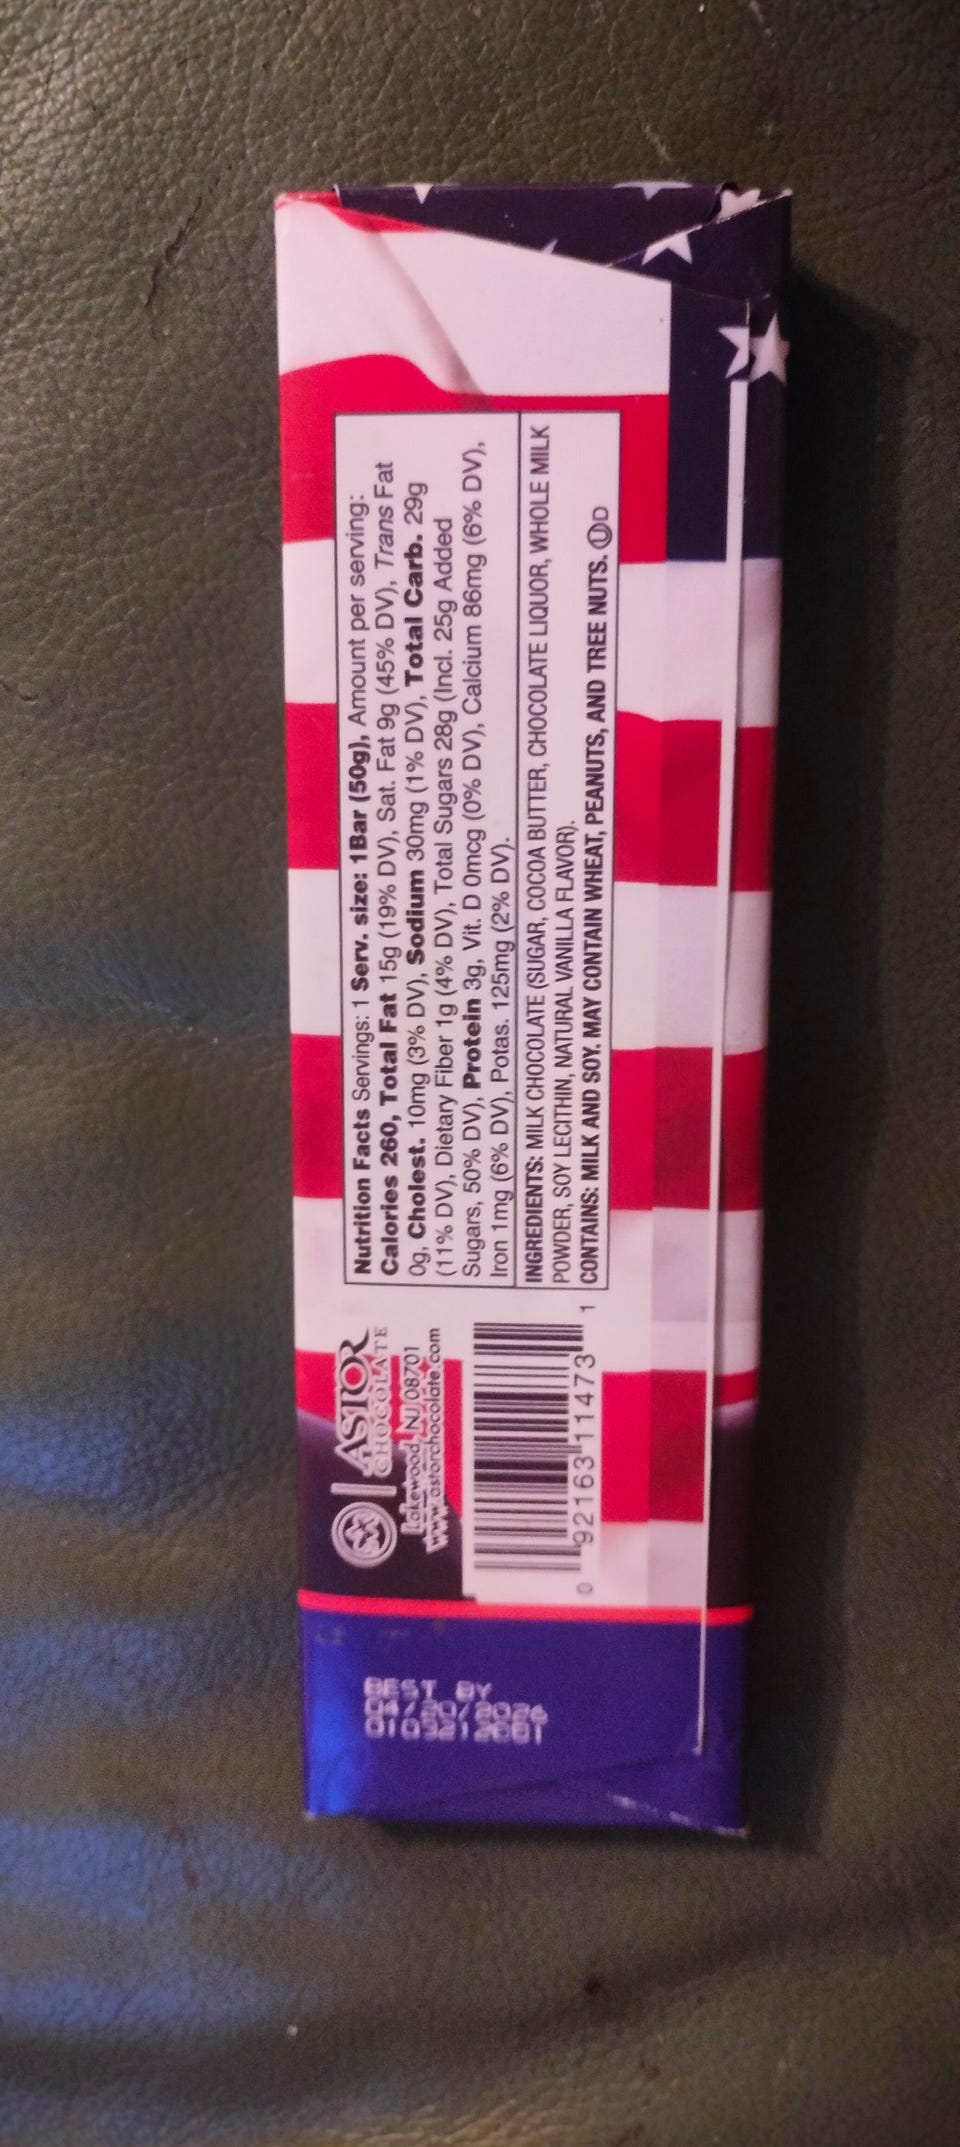 Nutrition Facts Servings: 1 Serv. size: 1Bar (50g), Amount per serving:
Calories 260, Total Fat 15g (19% DV), Sat. Fat 9g (45% DV), Trans Fat
0g, Cholest. 10mg (3% DV), Sodium 30mg (1% DV), Total Carb. 29g
(11% DV), Dietary Fiber 1g (4% DV), Total Sugars 28g (Incl. 25g Added
Sugars, 50% DV), Protein 3g, Vit. D 0mcg (0% DV), Calcium 86mg (6% DV),
Iron 1mg (6% DV), Potas. 125mg (2% DV).
INGREDIENTS: MILK CHOCOLATE (SUGAR, COCOA BUTTER, CHOCOLATE LIQUOR, WHOLE MILK
POWDER, SOY LECITHIN, NATURAL VANILLA FLAVOR).
CONTAINS: MILK AND SOY. MAY CONTAIN WHEAT, PEANUTS, AND TREE NUTS. ⓊD
ASTOR
CHOCOLATE
Lakewood, NJ 08701
www.astorchocolate.com
0 92163 11473 1
BEST BY
04/20/2026